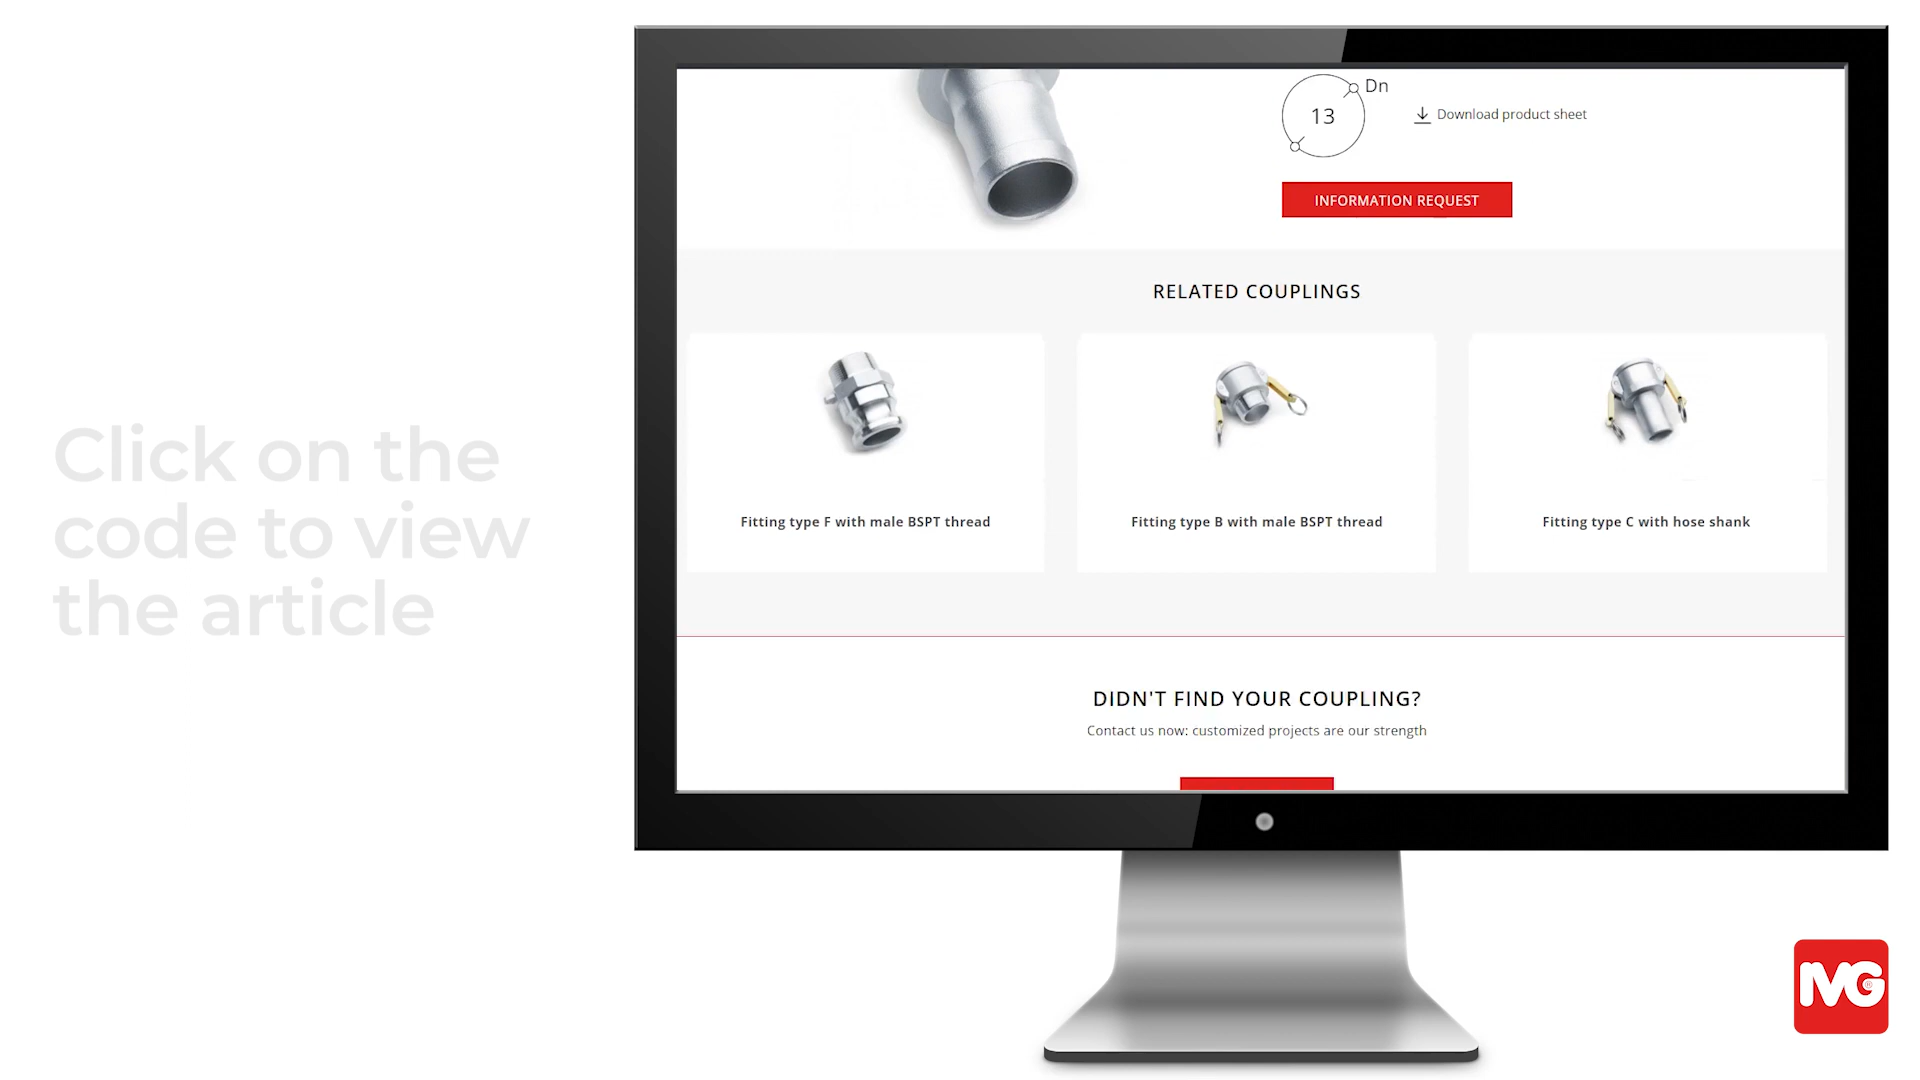 Click on the
code to view
the article
Dn
13
Download product sheet
INFORMATION REQUEST
RELATED COUPLINGS
Fitting type F with male BSPT thread
Fitting type B with male BSPT thread
Fitting type C with hose shank
DIDN'T FIND YOUR COUPLING?
Contact us now: customized projects are our strength
IVG